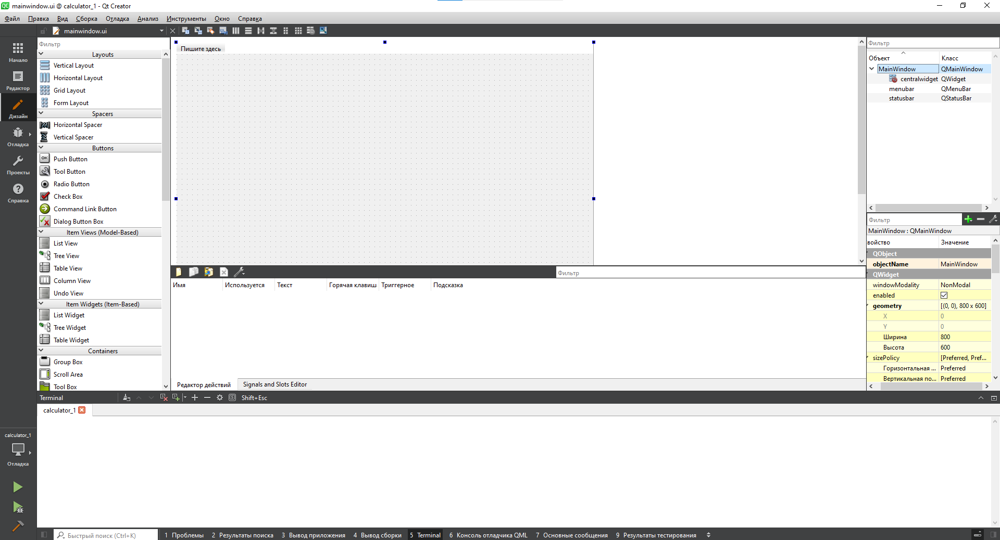 mainwindow.ui @ calculator_1 - Qt Creator
Файл Правка Вид Сборка Отладка Анализ Инструменты Окно Справка
mainwindow.ui
Начало
Редактор
Дизайн
Отладка
Проекты
Справка
calculator_1
Отладка
Фильтр
Layouts
Vertical Layout
Horizontal Layout
Grid Layout
Form Layout
Spacers
Horizontal Spacer
Vertical Spacer
Buttons
Push Button
Tool Button
Radio Button
Check Box
Command Link Button
Dialog Button Box
Item Views (Model-Based)
List View
Tree View
Table View
Column View
Undo View
Item Widgets (Item-Based)
List Widget
Tree Widget
Table Widget
Containers
Group Box
Scroll Area
Tool Box
Пишите здесь
Фильтр
Имя Используется Текст Горячая клавиш Триггерное Подсказка
Редактор действий Signals and Slots Editor
Фильтр
Объект Класс
MainWindow QMainWindow
centralwidget QWidget
menubar QMenuBar
statusbar QStatusBar
Фильтр
MainWindow : QMainWindow
войство Значение
QObject
objectName MainWindow
QWidget
windowModality NonModal
enabled
geometry [(0, 0), 800 x 600]
X 0
Y 0
Ширина 800
Высота 600
sizePolicy [Preferred, Pref...
Горизонтальная ... Preferred
Вертикальная по... Preferred
Terminal Shift+Esc
calculator_1
Быстрый поиск (Ctrl+K) 1 Проблемы 2 Результаты поиска 3 Вывод приложения 4 Вывод сборки 5 Terminal 6 Консоль отладчика QML 7 Основные сообщения 9 Результаты тестирования